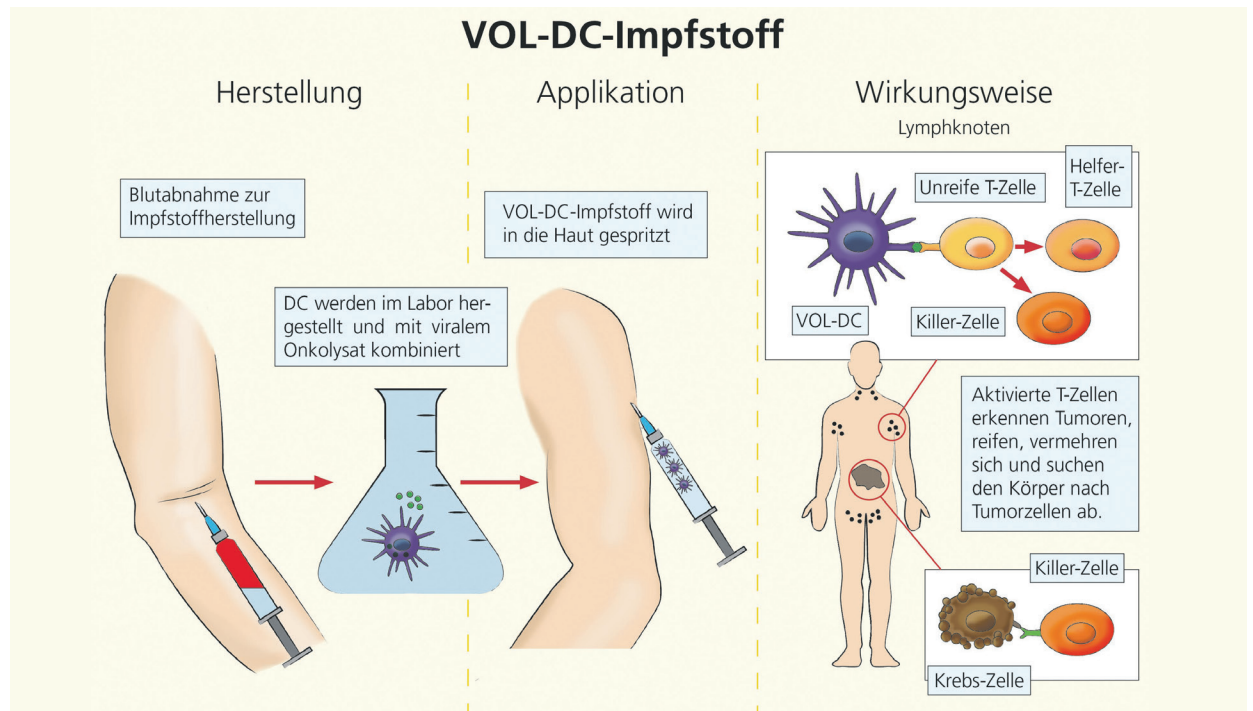 VOL-DC-Impfstoff
Herstellung
Blutabnahme zur
Impfstoffherstellung
DC werden im Labor her-
gestellt und mit viralem
Onkolysat kombiniert
Applikation
VOL-DC-Impfstoff wird
in die Haut gespritzt
Wirkungsweise
Lymphknoten
Unreife T-Zelle
Helfer-
T-Zelle
VOL-DC
Killer-Zelle
Aktivierte T-Zellen
erkennen Tumoren,
reifen, vermehren
sich und suchen
den Körper nach
Tumorzellen ab.
Killer-Zelle
Krebs-Zelle